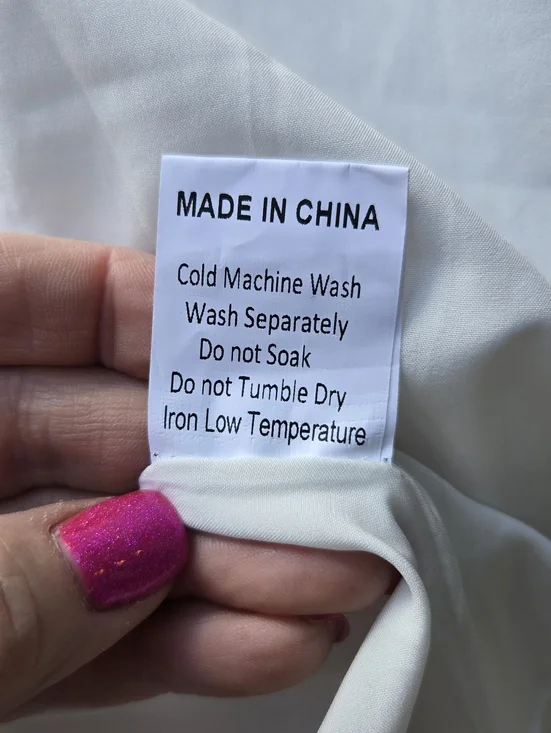 MADE IN CHINA
Cold Machine Wash
Wash Separately
Do not Soak
Do not Tumble Dry
Iron Low Temperature